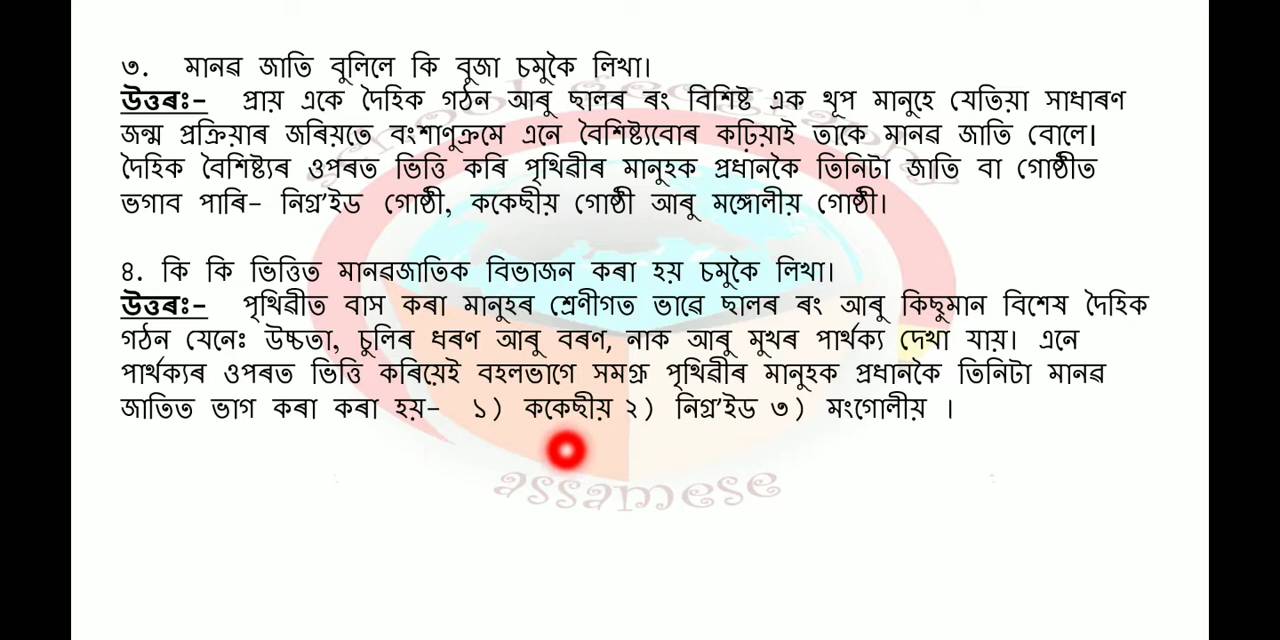 ৩. মানৱ জাতি বুলিলে কি বুজা চমুকৈ লিখা।
উত্তৰঃ- প্ৰায় একে দৈহিক গঠন আৰু ছালৰ ৰং বিশিষ্ট এক থূপ মানুহে যেতিয়া সাধাৰণ
জন্ম প্ৰক্ৰিয়াৰ জৰিয়তে বংশাণুক্ৰমে এনে বৈশিষ্ট্যবোৰ কঢ়িয়াই তাকে মানৱ জাতি বোলে।
দৈহিক বৈশিষ্ট্যৰ ওপৰত ভিত্তি কৰি পৃথিৱীৰ মানুহক প্ৰধানকৈ তিনিটা জাতি বা গোষ্ঠীত
ভগাব পাৰি- নিগ্ৰ'ইড গোষ্ঠী, ককেছীয় গোষ্ঠী আৰু মঙ্গোলীয় গোষ্ঠী।
৪. কি কি ভিত্তিত মানৱজাতিক বিভাজন কৰা হয় চমুকৈ লিখা।
উত্তৰঃ- পৃথিৱীত বাস কৰা মানুহৰ শ্ৰেণীগত ভাৱে ছালৰ ৰং আৰু কিছুমান বিশেষ দৈহিক
গঠন যেনেঃ উচ্চতা, চুলিৰ ধৰণ আৰু বৰণ, নাক আৰু মুখৰ পাৰ্থক্য দেখা যায়। এনে
পাৰ্থক্যৰ ওপৰত ভিত্তি কৰিয়েই বহলভাগে সমগ্ৰ পৃথিৱীৰ মানুহক প্ৰধানকৈ তিনিটা মানৱ
জাতিত ভাগ কৰা কৰা হয়- ১) ককেছীয় ২) নিগ্ৰ'ইড ৩) মংগোলীয় ।
assamese